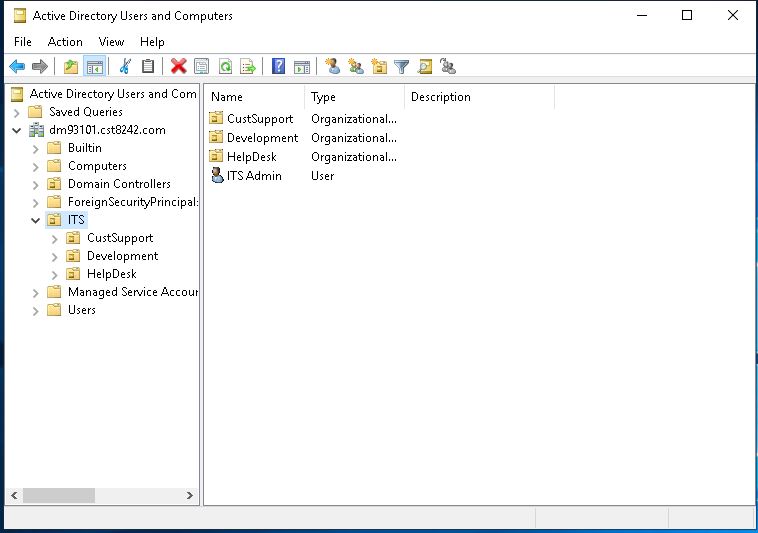 Active Directory Users and Computers
File Action View Help
Active Directory Users and Com
Saved Queries
dm93101.cst8242.com
Builtin
Computers
Domain Controllers
ForeignSecurityPrincipal:
ITS
CustSupport
Development
HelpDesk
Managed Service Accour
Users
Name Type Description
CustSupport Organizational...
Development Organizational...
HelpDesk Organizational...
ITS Admin User